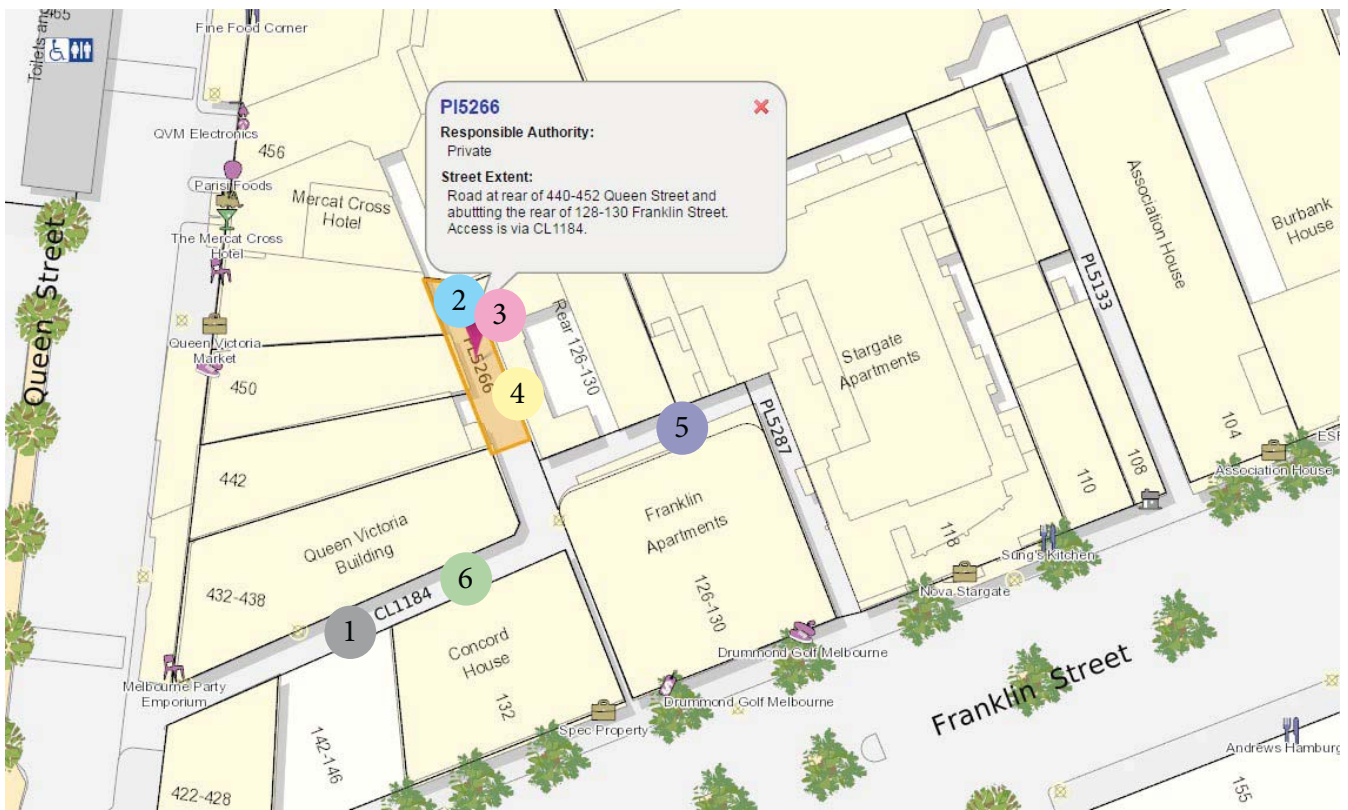 465
Toilets and
Fine Food Corner
QVM Electronics
456
Parisi Foods
Mercat Cross
Hotel
The Mercat Cross
Hotel
PI5266
Responsible Authority:
Private
Street Extent:
Road at rear of 440-452 Queen Street and
abuttting the rear of 128-130 Franklin Street.
Access is via CL1184.
Queen Street
Queen Victoria
Market
450
442
2
3
PL5266
4
Rear 126-130
5
PL5287
Stargate
Apartments
PL5133
Association House
Burbank
House
104
ESF
Association House
108
110
118
Sung's Kitchen
Nova Stargate
Franklin
Apartments
126-130
Queen Victoria
Building
432-438
6
CL1184
1
Concord
House
132
Melbourne Party
Emporium
142-146
422-428
Spec Property
Drummond Golf Melbourne
Drummond Golf Melbourne
Franklin Street
Andrews Hamburg
155